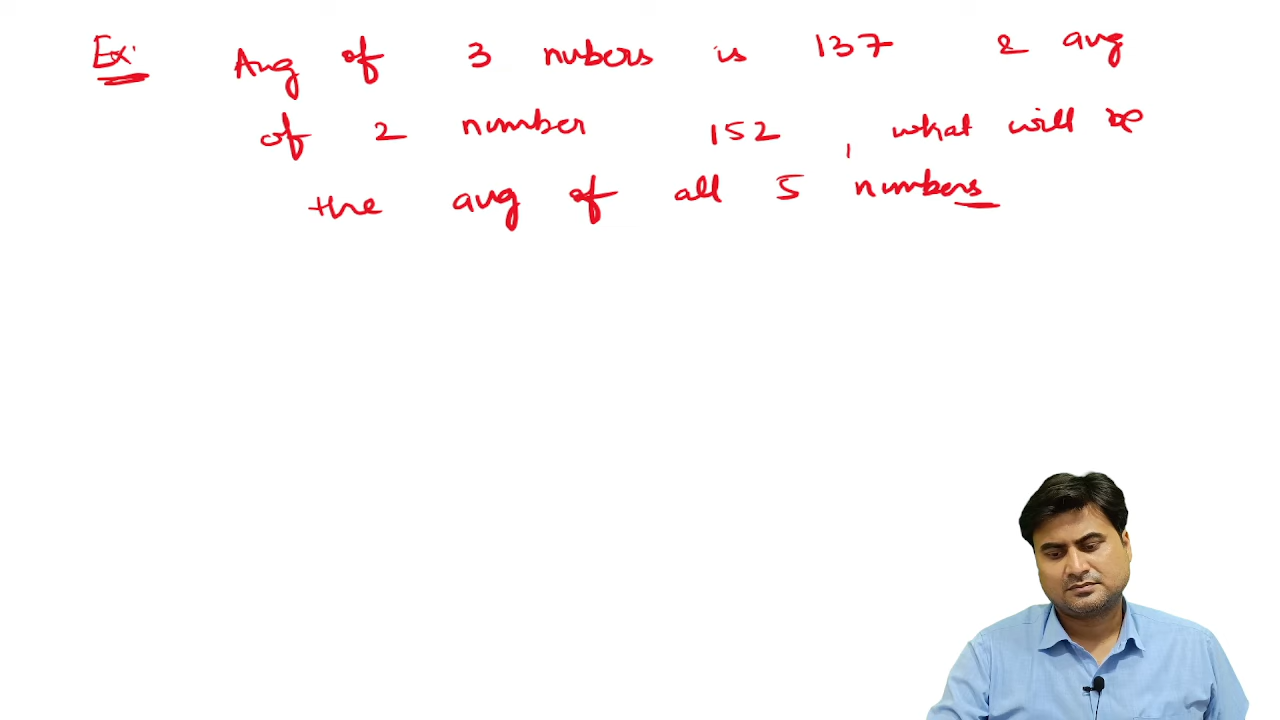 Ex. Avg of 3 nubers is 137 & avg
of 2 number 152, what will be
the avg of all 5 numbers